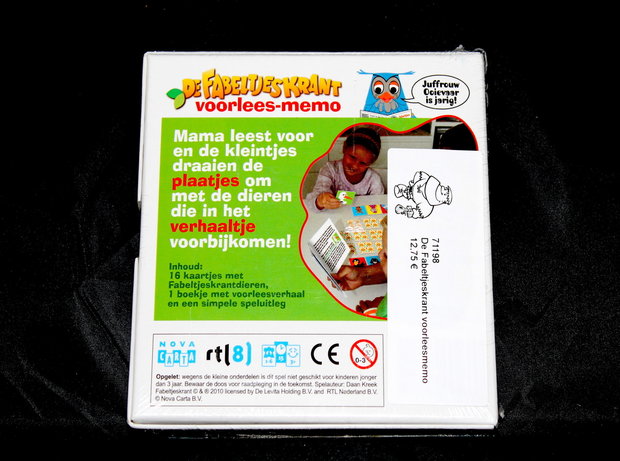 DE FABELTJESKRANT
voorlees-memo
Juffrouw
Ooievaar
is jarig!
Mama leest voor
en de kleintjes
draaien de
plaatjes om
met de dieren
die in het
verhaaltje
voorbijkomen!
Inhoud:
16 kaartjes met
Fabeltjeskrantdieren,
1 boekje met voorleesverhaal
en een simpele speluitleg
71198
De Fabeltjeskrant voorleesmemo
12.75 €
NOVA
CARTA
rtl(8)
CE
0-3
Opgelet: wegens de kleine onderdelen is dit spel niet geschikt voor kinderen jonger
dan 3 jaar. Bewaar de doos voor raadpleging in de toekomst. Spelauteur: Daan Kreek
Fabeltjeskrant © & ® 2010 licensed by De Levita Holding B.V. and RTL Nederland B.V.
© Nova Carta B.V.